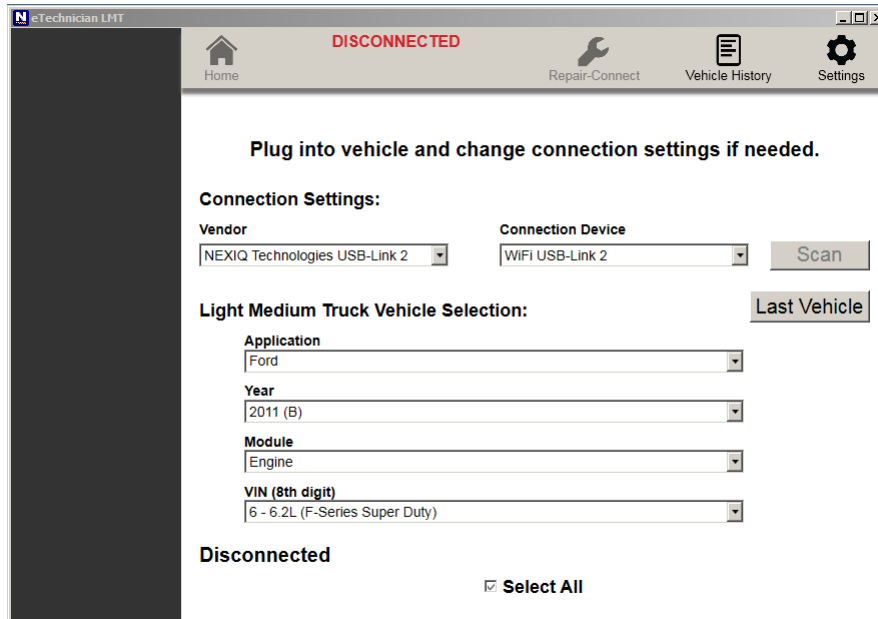 N eTechnician LMT
DISCONNECTED
Home
Repair-Connect
Vehicle History
Settings
Plug into vehicle and change connection settings if needed.
Connection Settings:
Vendor
Connection Device
NEXIQ Technologies USB-Link 2
WiFi USB-Link 2
Scan
Last Vehicle
Light Medium Truck Vehicle Selection:
Application
Ford
Year
2011 (B)
Module
Engine
VIN (8th digit)
6 - 6.2L (F-Series Super Duty)
Disconnected
Select All